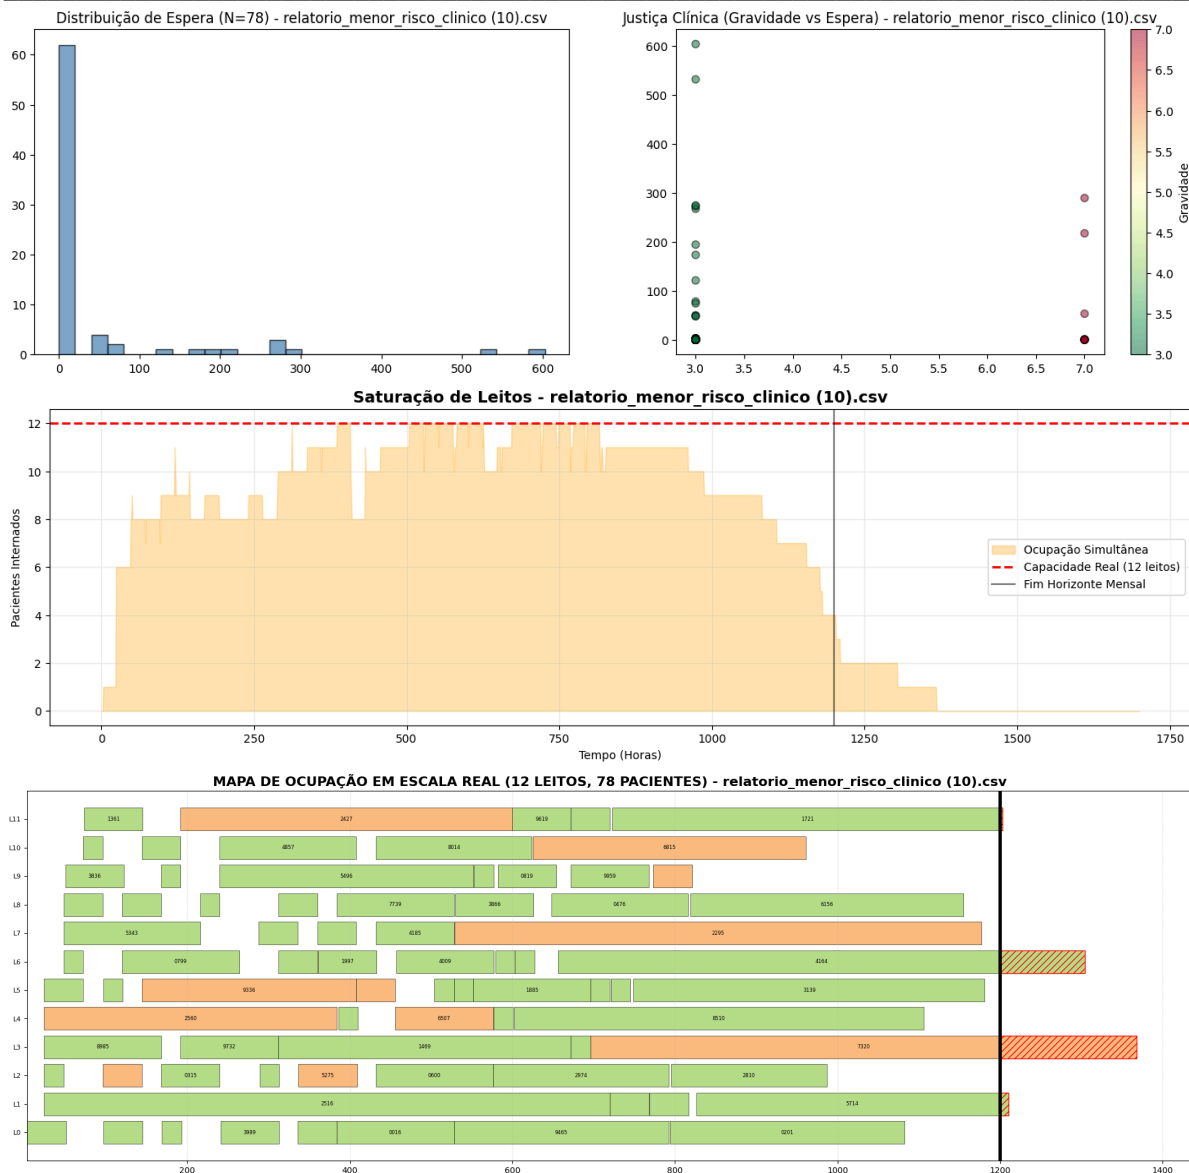 Distribuição de Espera (N=78) - relatorio_menor_risco_clinico (10).csv
60
50
40
30
20
10
0
0 100 200 300 400 500 600
Justiça Clínica (Gravidade vs Espera) - relatorio_menor_risco_clinico (10).csv
600
500
400
300
200
100
0
3.0 3.5 4.0 4.5 5.0 5.5 6.0 6.5 7.0
7.0
6.5
6.0
5.5
5.0
4.5
4.0
3.5
3.0
Gravidade
Saturação de Leitos - relatorio_menor_risco_clinico (10).csv
Pacientes Internados
12
10
8
6
4
2
0
Ocupação Simultânea
Capacidade Real (12 leitos)
Fim Horizonte Mensal
0 250 500 750 1000 1250 1500 1750
Tempo (Horas)
MAPA DE OCUPAÇÃO EM ESCALA REAL (12 LEITOS, 78 PACIENTES) - relatorio_menor_risco_clinico (10).csv
L11 1361 2427 9619 1721
L10 4857 8014 6815
L9 3836 5496 0819 9959
L8 7739 3866 0476 6156
L7 5343 4185 2295
L6 0799 1997 4009 4164
L5 9336 1885 3139
L4 2560 6507 8510
L3 8985 9732 1469 7320
L2 0315 5275 0600 2974 2810
L1 2516 5714
L0 3989 0016 9465 0201
200 400 600 800 1000 1200 1400